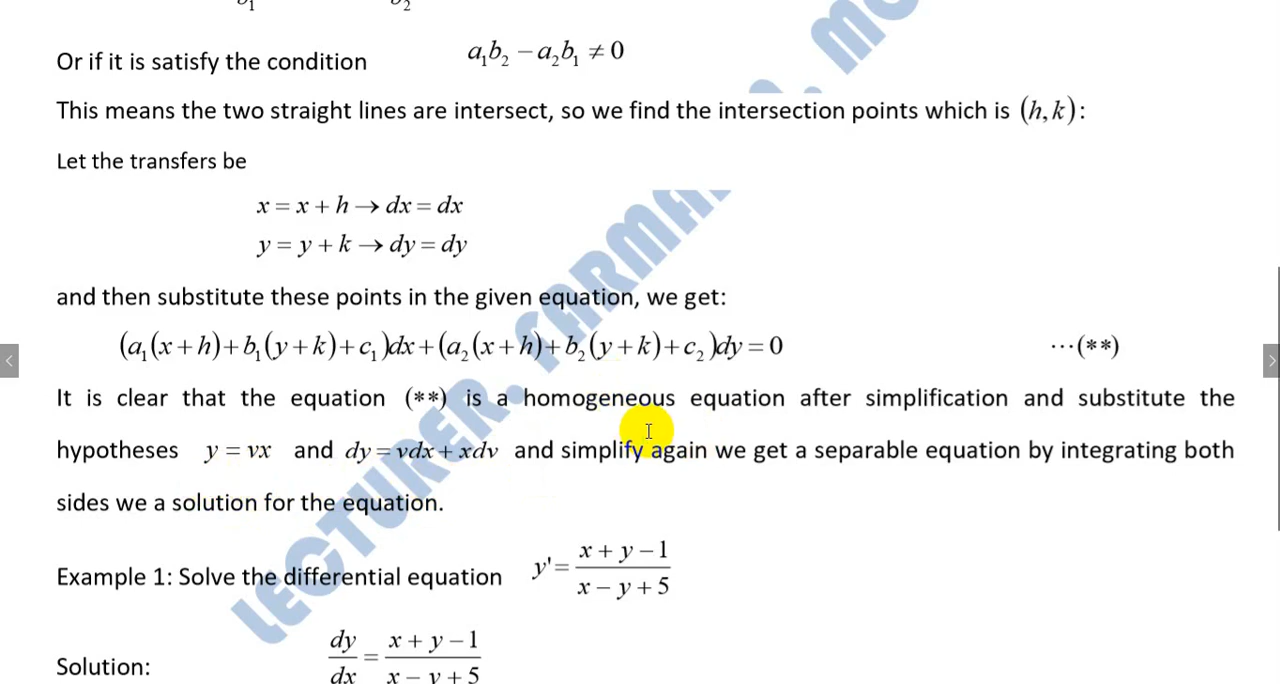 b₁ b₂
Or if it is satisfy the condition a₁b₂ − a₂b₁ ≠ 0
This means the two straight lines are intersect, so we find the intersection points which is (h,k):
Let the transfers be
x = x + h → dx = dx
y = y + k → dy = dy
and then substitute these points in the given equation, we get:
(a₁(x+h)+b₁(y+k)+c₁)dx+(a₂(x+h)+b₂(y+k)+c₂)dy=0 ⋯(**)
It is clear that the equation (**) is a homogeneous equation after simplification and substitute the
hypotheses y = vx and dy = vdx + xdv and simplify again we get a separable equation by integrating both
sides we a solution for the equation.
Example 1: Solve the differential equation y'= x + y − 1
x − y + 5
Solution: dy = x + y − 1
dx x − y + 5
LECTURER. FARMAN